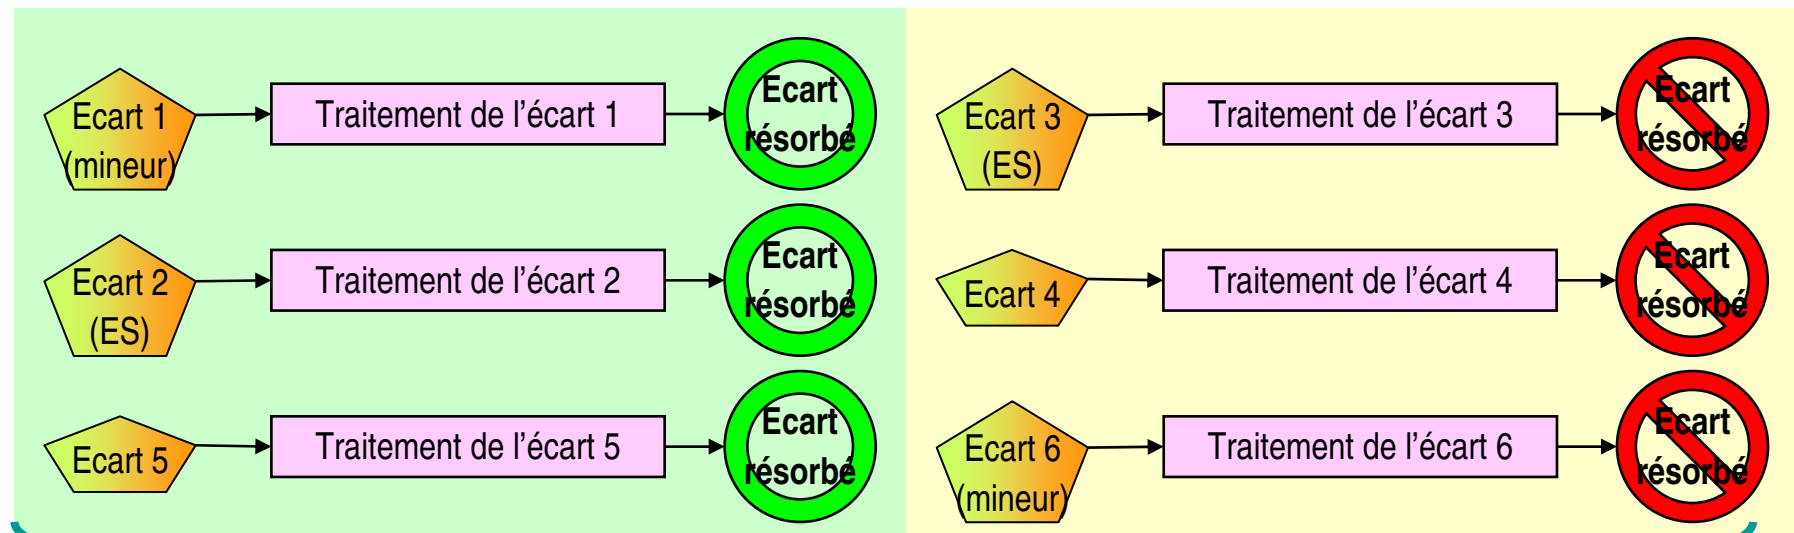 Ecart 1
(mineur)
Traitement de l’écart 1
Ecart
résorbé
Ecart 2
(ES)
Traitement de l’écart 2
Ecart
résorbé
Ecart 5
Traitement de l’écart 5
Ecart
résorbé
Ecart 3
(ES)
Traitement de l’écart 3
Ecart
résorbé
Ecart 4
Traitement de l’écart 4
Ecart
résorbé
Ecart 6
(mineur)
Traitement de l’écart 6
Ecart
résorbé